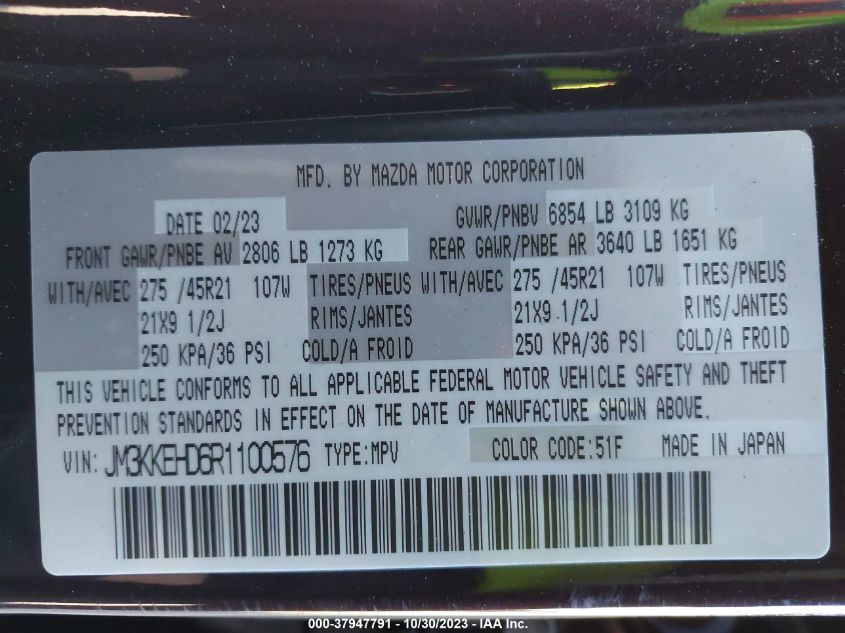 MFD. BY MAZDA MOTOR CORPORATION
DATE 02/23 GVWR/PNBV 6854 LB 3109 KG
FRONT GAWR/PNBE AV 2806 LB 1273 KG REAR GAWR/PNBE AR 3640 LB 1651 KG
WITH/AVEC 275 /45R21 107W TIRES/PNEUS WITH/AVEC 275 /45R21 107W TIRES/PNEUS
21X9 1/2J RIMS/JANTES 21X9 1/2J RIMS/JANTES
250 KPA/36 PSI COLD/A FROID 250 KPA/36 PSI COLD/A FROID
THIS VEHICLE CONFORMS TO ALL APPLICABLE FEDERAL MOTOR VEHICLE SAFETY AND THEFT
PREVENTION STANDARDS IN EFFECT ON THE DATE OF MANUFACTURE SHOWN ABOVE.
VIN: JM3KKEHD6R1100576 TYPE:MPV COLOR CODE:51F MADE IN JAPAN
000-37947791 - 10/30/2023 - IAA Inc.